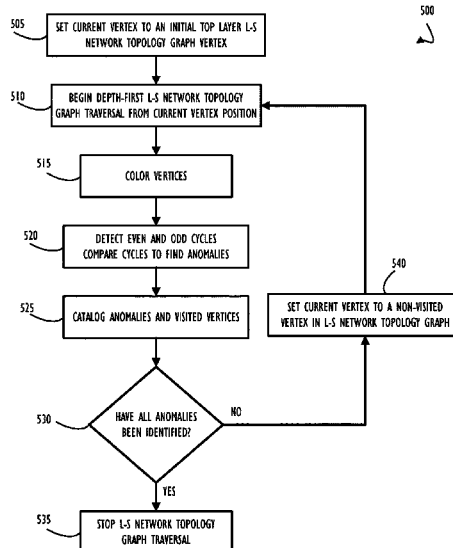 500
505
SET CURRENT VERTEX TO AN INITIAL TOP LAYER L-S
NETWORK TOPOLOGY GRAPH VERTEX
510
BEGIN DEPTH-FIRST L-S NETWORK TOPOLOGY
GRAPH TRAVERSAL FROM CURRENT VERTEX POSITION
515
COLOR VERTICES
520
DETECT EVEN AND ODD CYCLES
COMPARE CYCLES TO FIND ANOMALIES
525
CATALOG ANOMALIES AND VISITED VERTICES
540
SET CURRENT VERTEX TO A NON-VISITED
VERTEX IN L-S NETWORK TOPOLOGY GRAPH
530
HAVE ALL ANOMALIES
BEEN IDENTIFIED?
NO
YES
535
STOP L-S NETWORK TOPOLOGY
GRAPH TRAVERSAL